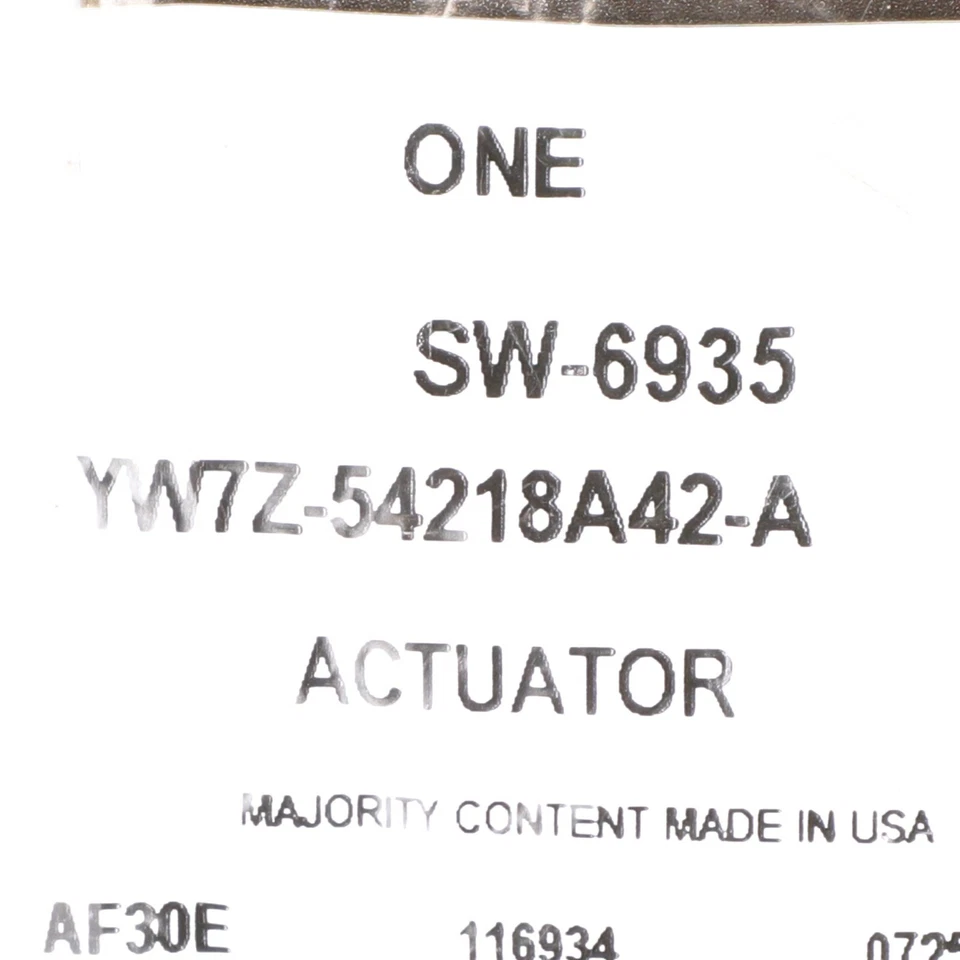 ONE
SW-6935
YW7Z-54218A42-A
ACTUATOR
MAJORITY CONTENT MADE IN USA
AF30E 116934